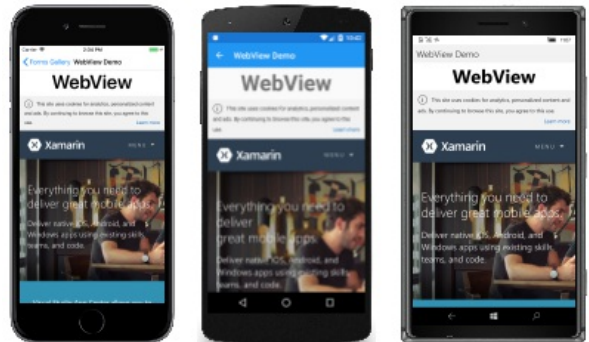 Carrier
2:06 PM
Forms Gallery WebView Demo
WebView
This site uses cookies for analytics, personalized content
and ads. By continuing to browse this site, you agree to this
use.
Learn more
Xamarin
MENU
Everything you need to
deliver great mobile apps.
Deliver native iOS, Android, and
Windows apps using existing skills,
teams, and code.
WebView Demo
WebView
This site uses cookies for analytics, personalized content
and ads. By continuing to browse this site, you agree to this
use.
Learn more
Xamarin
MENU
Everything you need to
deliver
great mobile apps.
Deliver native iOS, Android, and
Windows apps using existing skills,
teams, and code.
WebView Demo
WebView
This site uses cookies for analytics, personalized content and
ads. By continuing to browse this site, you agree to this use.
Learn more
Xamarin
MENU
Everything you need to
deliver great mobile apps.
Deliver native iOS, Android, and
Windows apps using existing skills,
teams, and code.